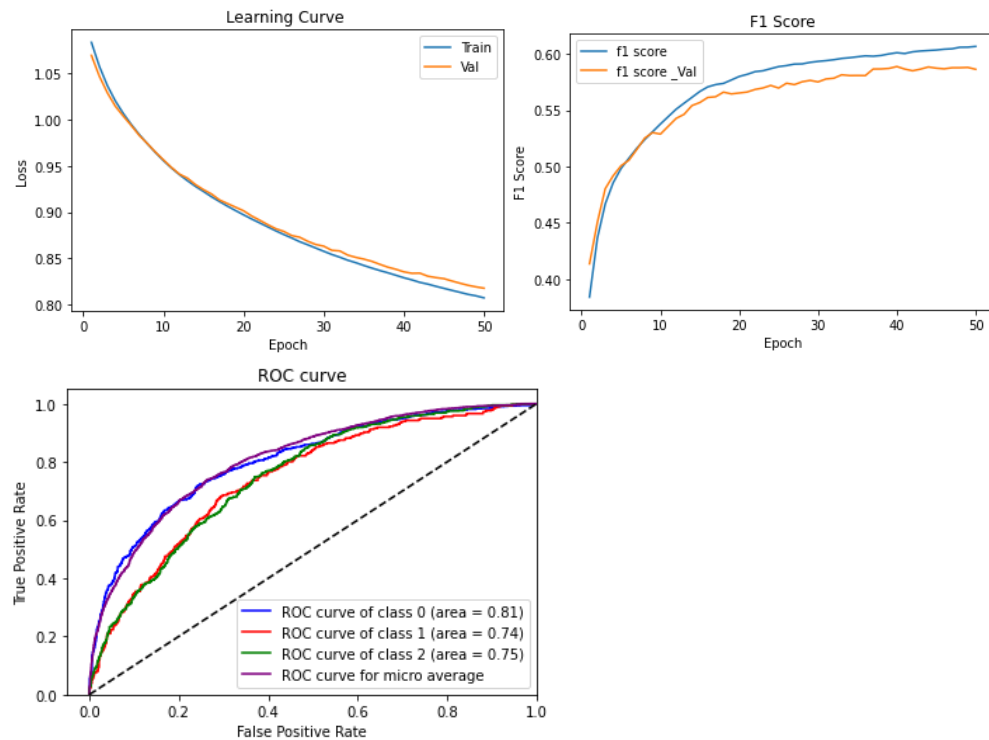 Learning Curve
Train
Val
1.05
1.00
0.95
0.90
0.85
0.80
Loss
0
10
20
30
40
50
Epoch
F1 Score
f1 score
f1 score _Val
0.60
0.55
0.50
0.45
0.40
F1 Score
0
10
20
30
40
50
Epoch
ROC curve
1.0
0.8
0.6
0.4
0.2
0.0
True Positive Rate
ROC curve of class 0 (area = 0.81)
ROC curve of class 1 (area = 0.74)
ROC curve of class 2 (area = 0.75)
ROC curve for micro average
0.0
0.2
0.4
0.6
0.8
1.0
False Positive Rate